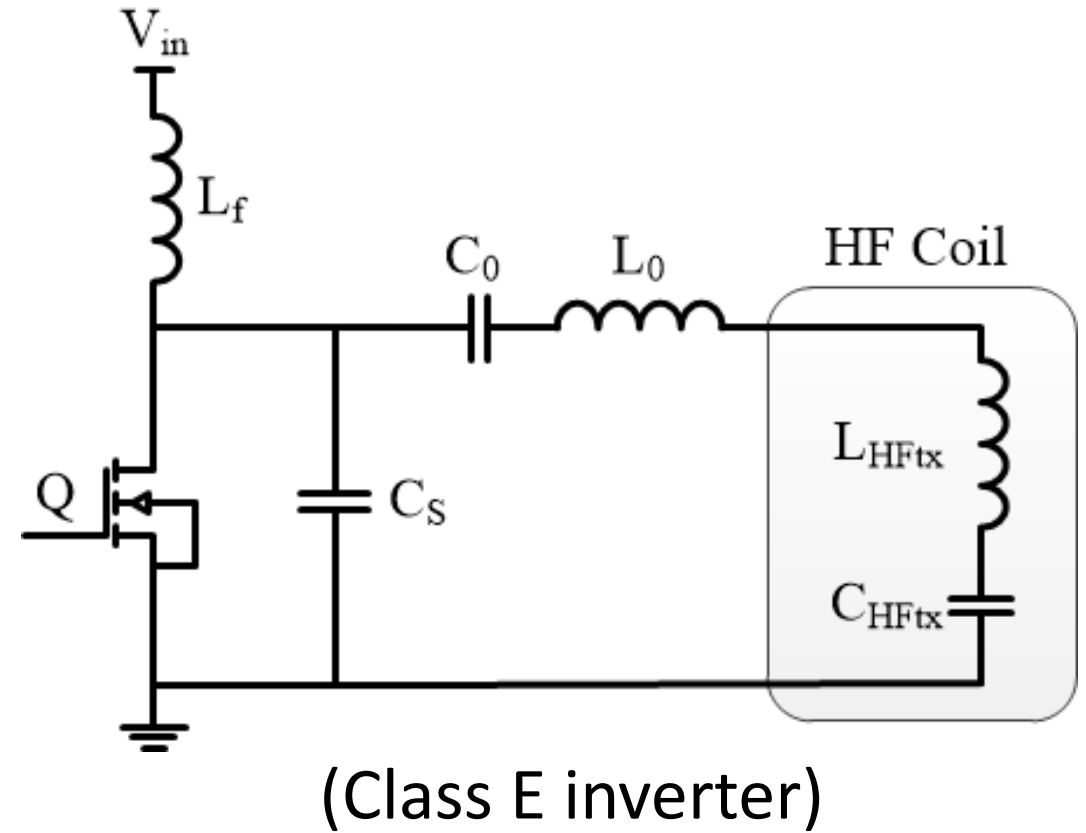 Vin
Lf
C0
L0
HF Coil
LHFtx
Q
CS
CHFtx
(Class E inverter)